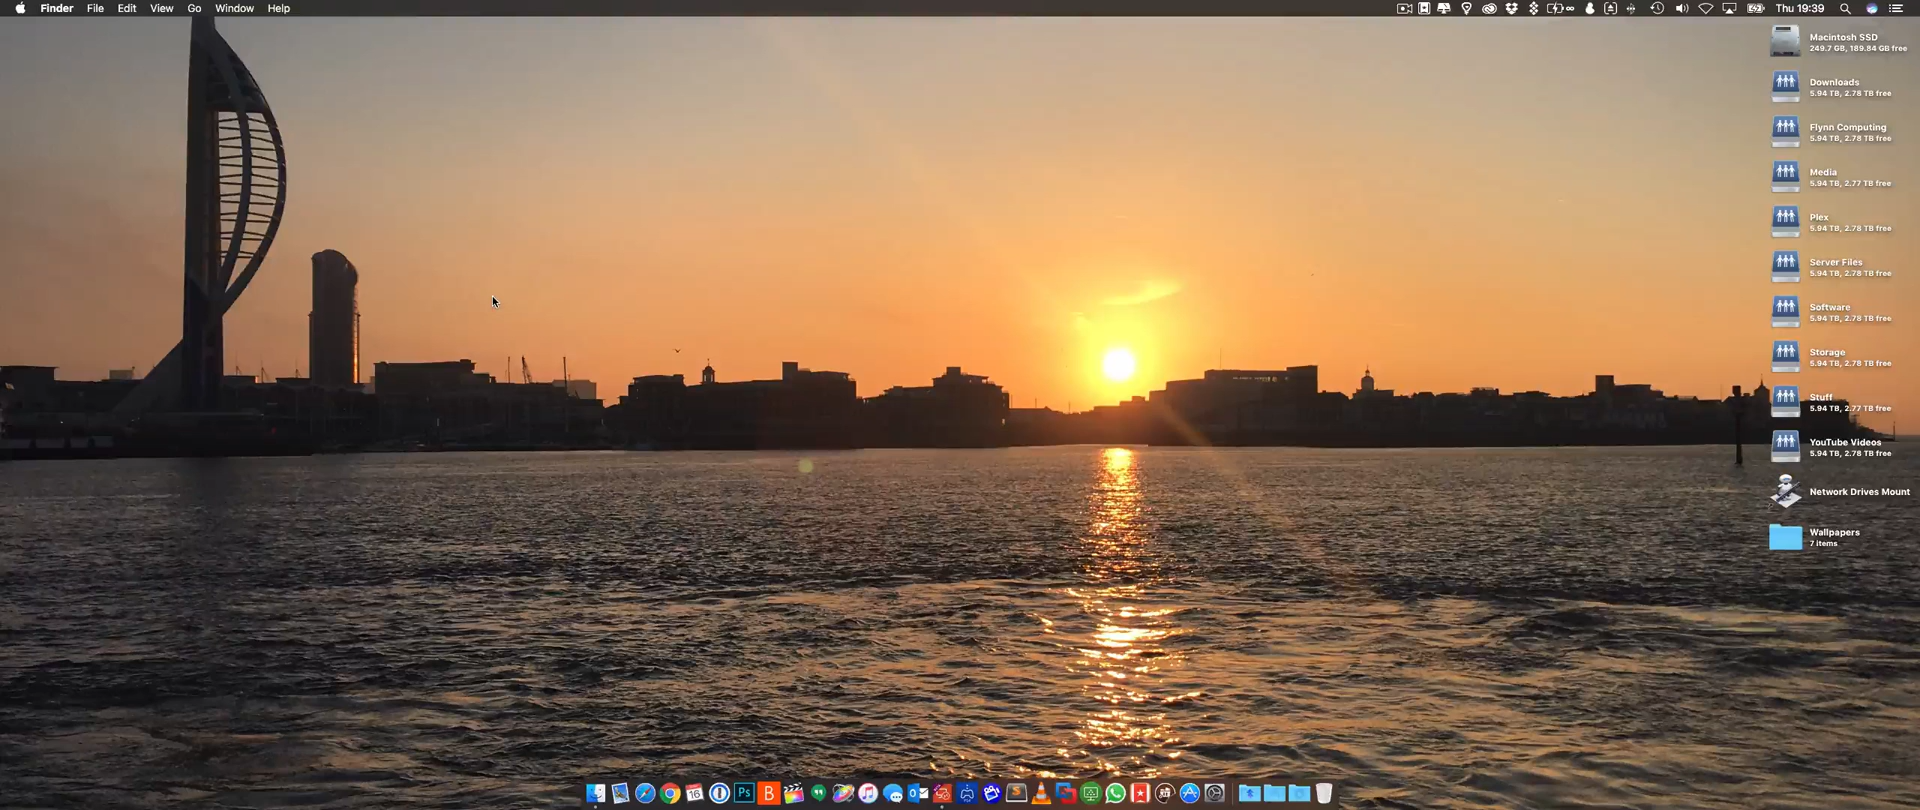 Finder File Edit View Go Window Help
Thu 19:39
Macintosh SSD
249.7 GB, 189.84 GB free
Downloads
5.94 TB, 2.78 TB free
Flynn Computing
5.94 TB, 2.78 TB free
Media
5.94 TB, 2.77 TB free
Plex
5.94 TB, 2.78 TB free
Server Files
5.94 TB, 2.78 TB free
Software
5.94 TB, 2.78 TB free
Storage
5.94 TB, 2.78 TB free
Stuff
5.94 TB, 2.77 TB free
YouTube Videos
5.94 TB, 2.78 TB free
Network Drives Mount
Wallpapers
7 items
16 Ps B